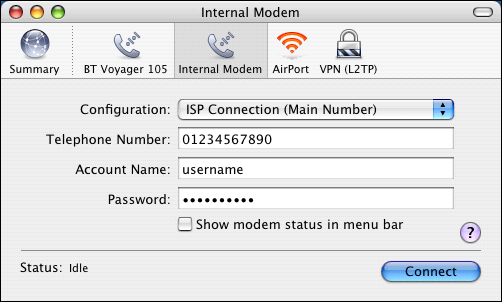 Internal Modem
Summary BT Voyager 105 Internal Modem AirPort VPN (L2TP)
Configuration: ISP Connection (Main Number)
Telephone Number: 01234567890
Account Name: username
Password: ••••••••••
Show modem status in menu bar
?
Status: Idle Connect